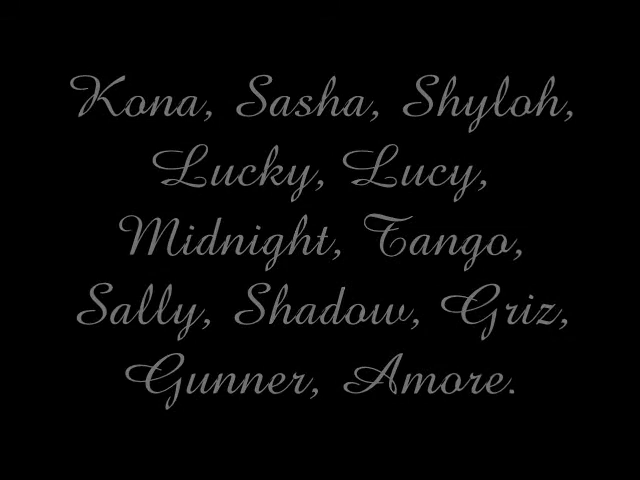 Kona, Sasha, Shyloh,
Lucky, Lucy,
Midnight, Tango,
Sally, Shadow, Griz,
Gunner, Amore.